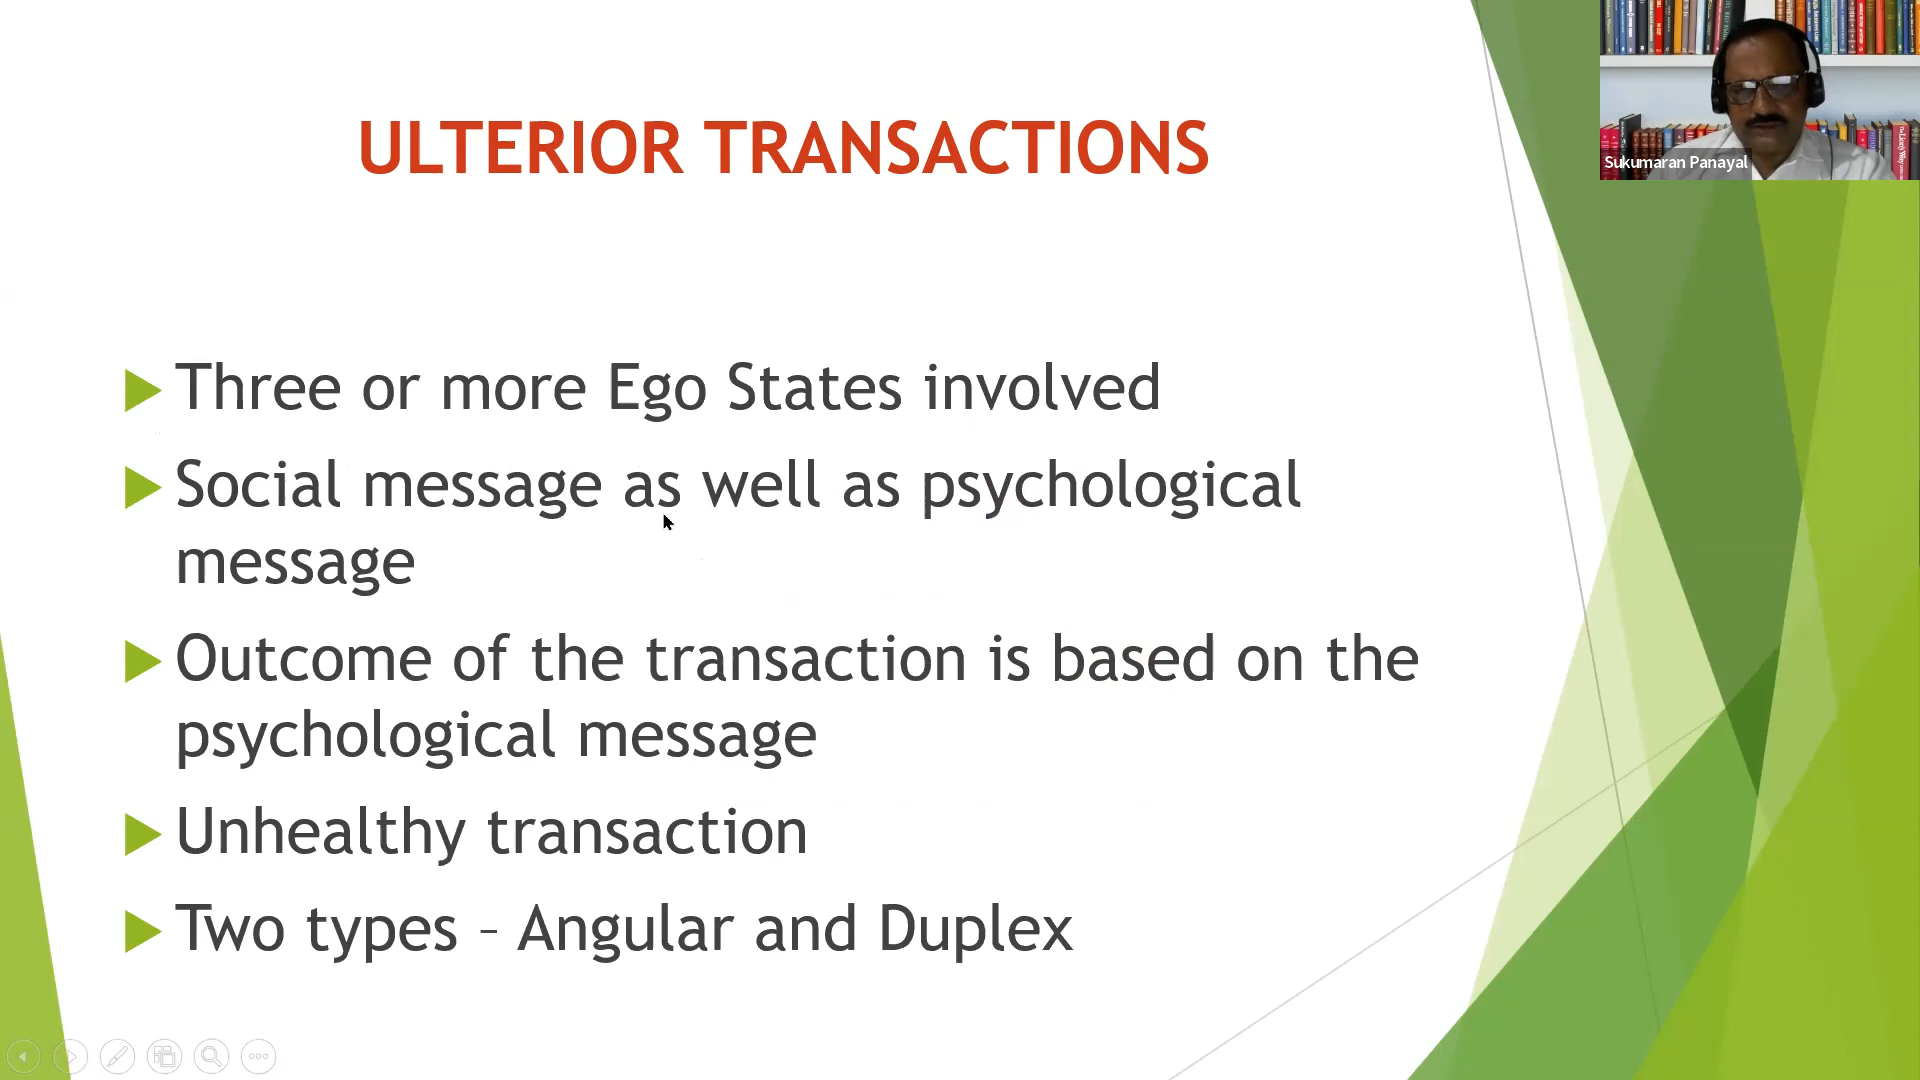 ULTERIOR TRANSACTIONS
Sukumaran Panayal
Three or more Ego States involved
Social message as well as psychological
message
Outcome of the transaction is based on the
psychological message
Unhealthy transaction
Two types – Angular and Duplex